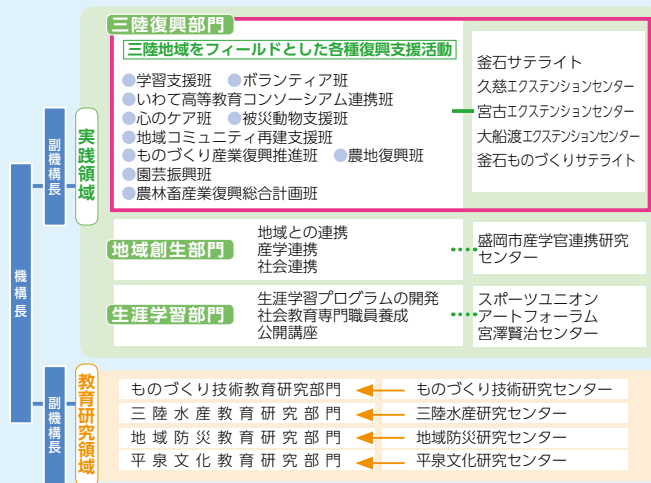 機構長
副機構長
実践領域
三陸復興部門
三陸地域をフィールドとした各種復興支援活動
●学習支援班 ●ボランティア班
●いわて高等教育コンソーシアム連携班
●心のケア班 ●被災動物支援班
●地域コミュニティ再建支援班
●ものづくり産業復興推進班 ●農地復興班
●園芸振興班
●農林畜産業復興総合計画班
釜石サテライト
久慈エクステンションセンター
宮古エクステンションセンター
大船渡エクステンションセンター
釜石ものづくりサテライト
地域創生部門
地域との連携
産学連携
社会連携
盛岡市産学官連携研究
センター
生涯学習部門
生涯学習プログラムの開発
社会教育専門職員養成
公開講座
スポーツユニオン
アートフォーラム
宮澤賢治センター
副機構長
教育研究領域
ものづくり技術教育研究部門
ものづくり技術研究センター
三陸水産教育研究部門
三陸水産研究センター
地域防災教育研究部門
地域防災研究センター
平泉文化教育研究部門
平泉文化研究センター